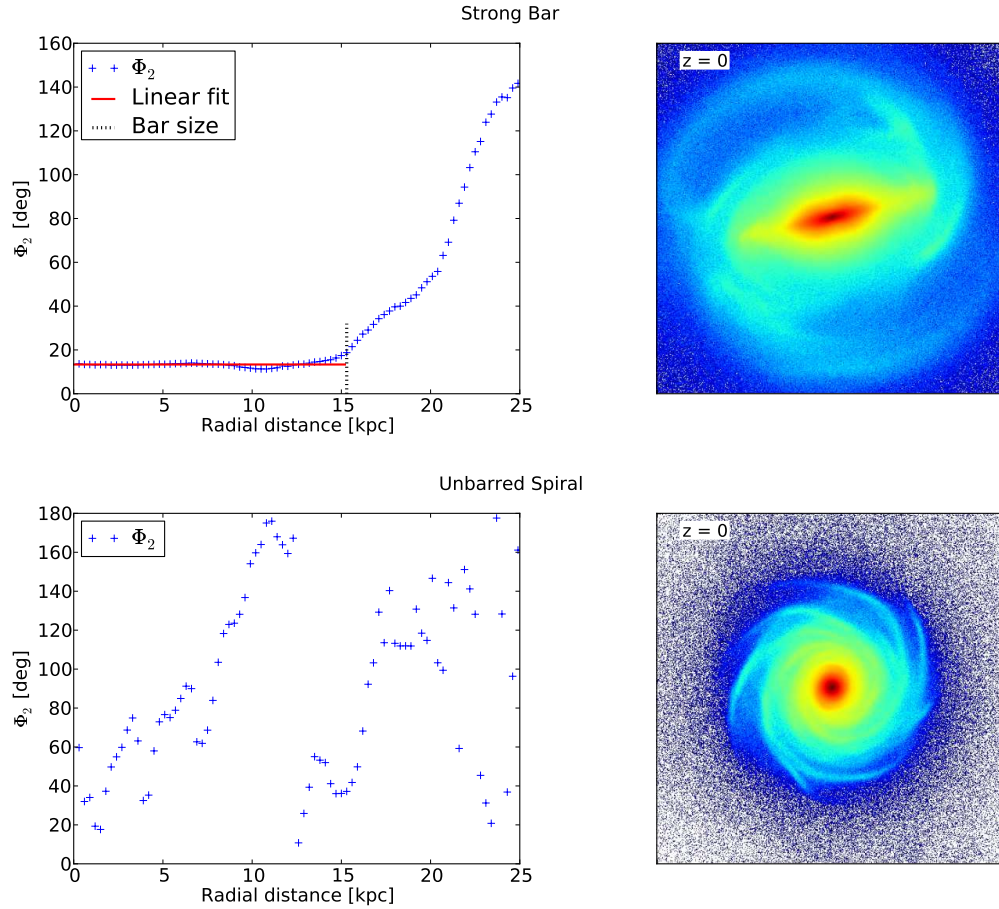 Strong Bar
160
140
120
100
80
60
40
20
0
Φ2 [deg]
Φ2
Linear fit
Bar size
0 5 10 15 20 25
Radial distance [kpc]
z = 0
Unbarred Spiral
180
160
140
120
100
80
60
40
20
0
Φ2 [deg]
Φ2
0 5 10 15 20 25
Radial distance [kpc]
z = 0